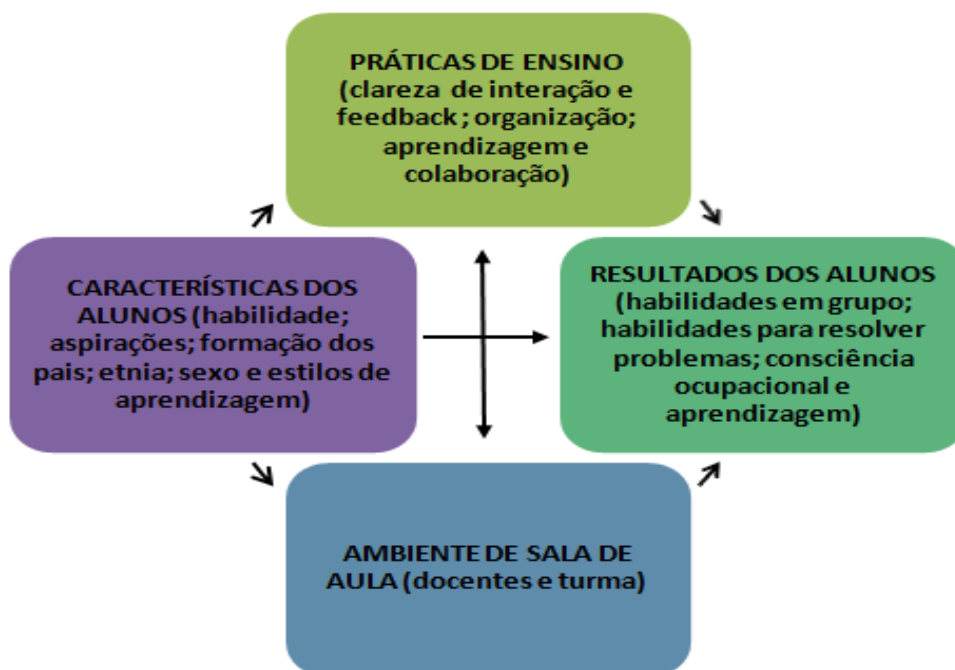 PRÁTICAS DE ENSINO
(clareza de interação e
feedback ; organização;
aprendizagem e
colaboração)
CARACTERÍSTICAS DOS
ALUNOS (habilidade;
aspirações; formação dos
pais; etnia; sexo e estilos de
aprendizagem)
RESULTADOS DOS ALUNOS
(habilidades em grupo;
habilidades para resolver
problemas; consciência
ocupacional e
aprendizagem)
AMBIENTE DE SALA DE
AULA (docentes e turma)